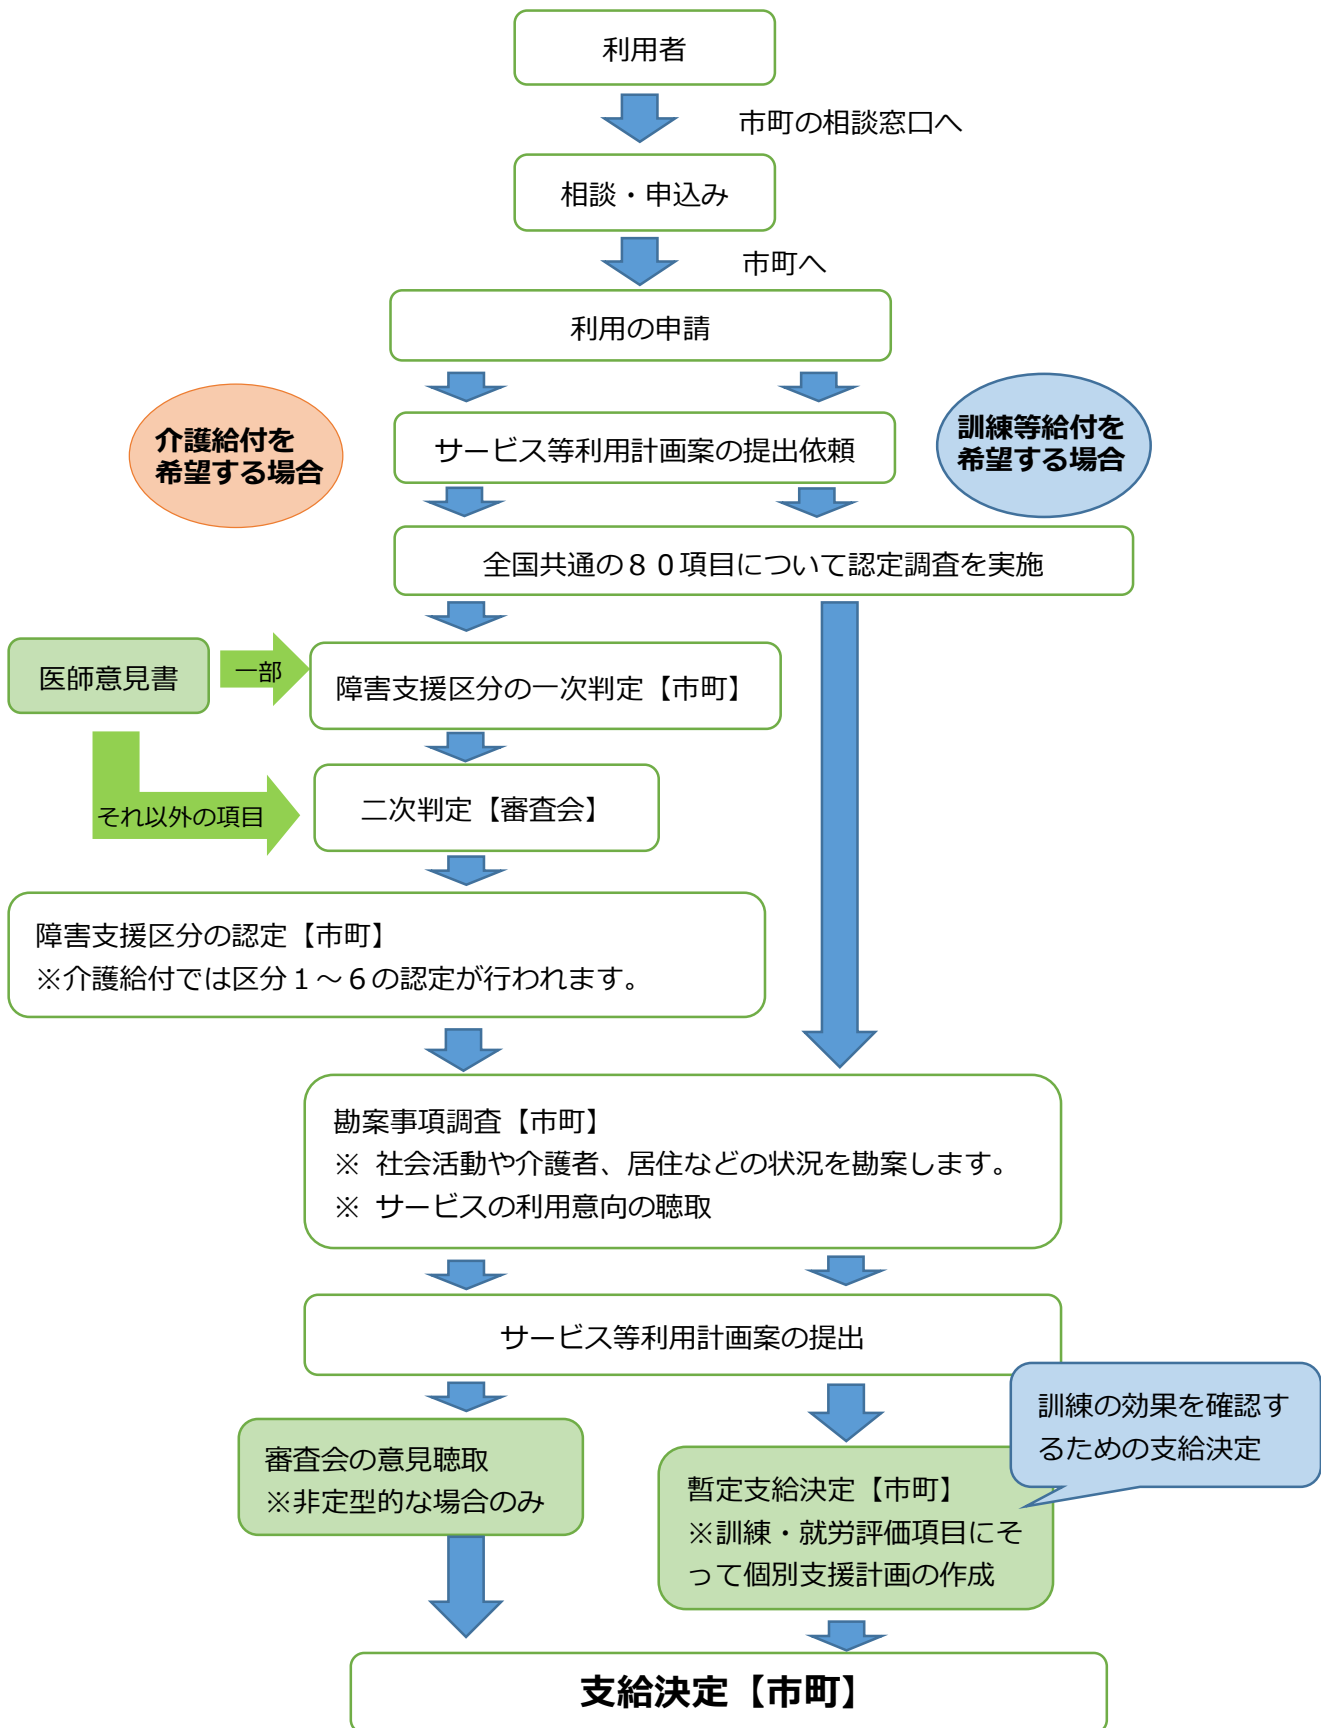 利用者
市町の相談窓口へ
相談・申込み
市町へ
利用の申請
介護給付を
希望する場合
サービス等利用計画案の提出依頼
訓練等給付を
希望する場合
全国共通の８０項目について認定調査を実施
医師意見書
一部
障害支援区分の一次判定【市町】
それ以外の項目
二次判定【審査会】
障害支援区分の認定【市町】
※介護給付では区分１～６の認定が行われます。
勘案事項調査【市町】
※ 社会活動や介護者、居住などの状況を勘案します。
※ サービスの利用意向の聴取
サービス等利用計画案の提出
訓練の効果を確認す
るための支給決定
審査会の意見聴取
※非定型的な場合のみ
暫定支給決定【市町】
※訓練・就労評価項目にそ
って個別支援計画の作成
支給決定【市町】